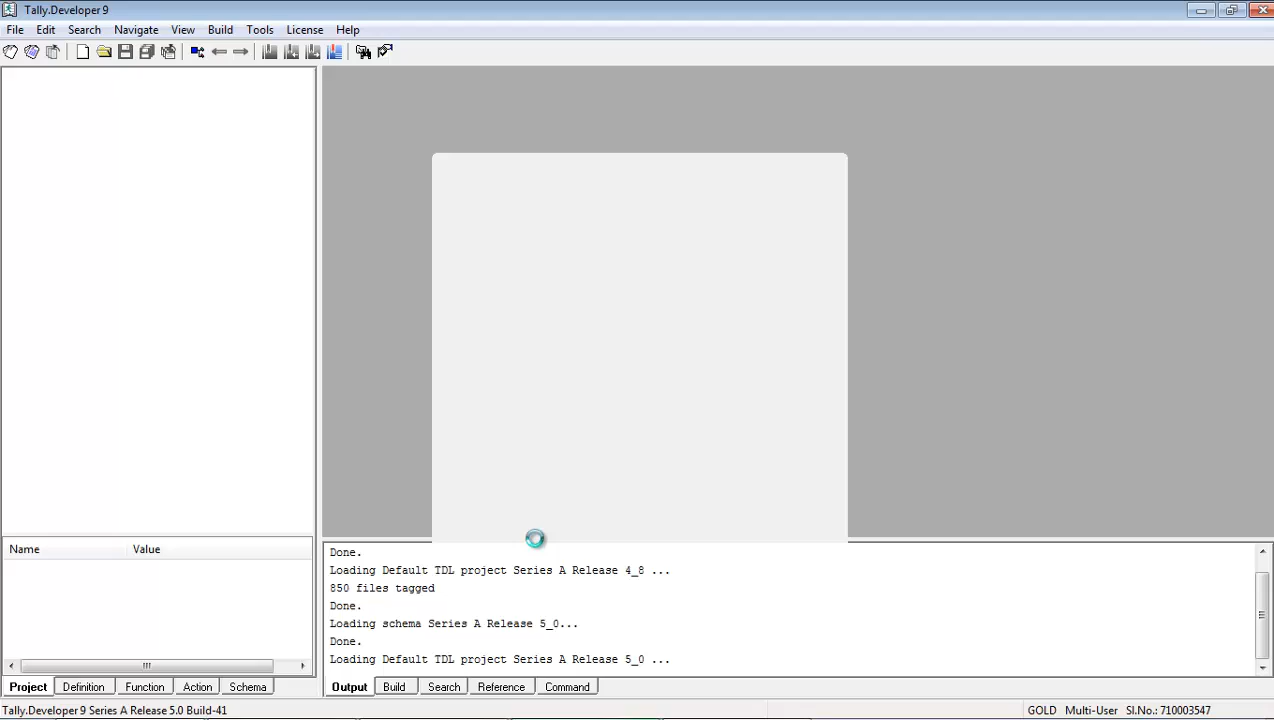 Tally.Developer 9
File Edit Search Navigate View Build Tools License Help
Name Value
Done.
Loading Default TDL project Series A Release 4_8 ...
850 files tagged
Done.
Loading schema Series A Release 5_0...
Done.
Loading Default TDL project Series A Release 5_0 ...
Project Definition Function Action Schema
Output Build Search Reference Command
Tally.Developer 9 Series A Release 5.0 Build-41 GOLD Multi-User Sl.No.: 710003547